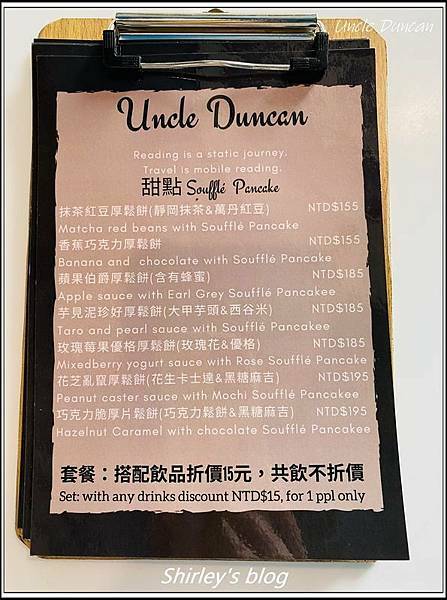 Uncle Duncan
Uncle Duncan
Reading is a static journey.
Travel is mobile reading.
甜點 Soufflé Pancake
抹茶紅豆厚鬆餅(靜岡抹茶&萬丹紅豆) NTD$155
Matcha red beans with Soufflé Pancake
香蕉巧克力厚鬆餅 NTD$155
Banana and chocolate with Soufflé Pancake
蘋果伯爵厚鬆餅(含有蜂蜜) NTD$185
Apple sauce with Earl Grey Soufflé Pancakee
芋見泥珍好厚鬆餅(大甲芋頭&西谷米) NTD$185
Taro and pearl sauce with Soufflé Pancake
玫瑰莓果優格厚鬆餅(玫瑰花&優格) NTD$185
Mixedberry yogurt sauce with Rose Soufflé Pancake
花芝亂竄厚鬆餅(花生卡士達&黑糖麻吉) NTD$195
Peanut caster sauce with Mochi Soufflé Pancakee
巧克力脆厚片鬆餅(巧克力鬆餅&黑糖麻吉) NTD$195
Hazelnut Caramel with chocolate Soufflé Pancakee
套餐：搭配飲品折價15元，共飲不折價
Set: with any drinks discount NTD$15, for 1 ppl only
Shirley's blog